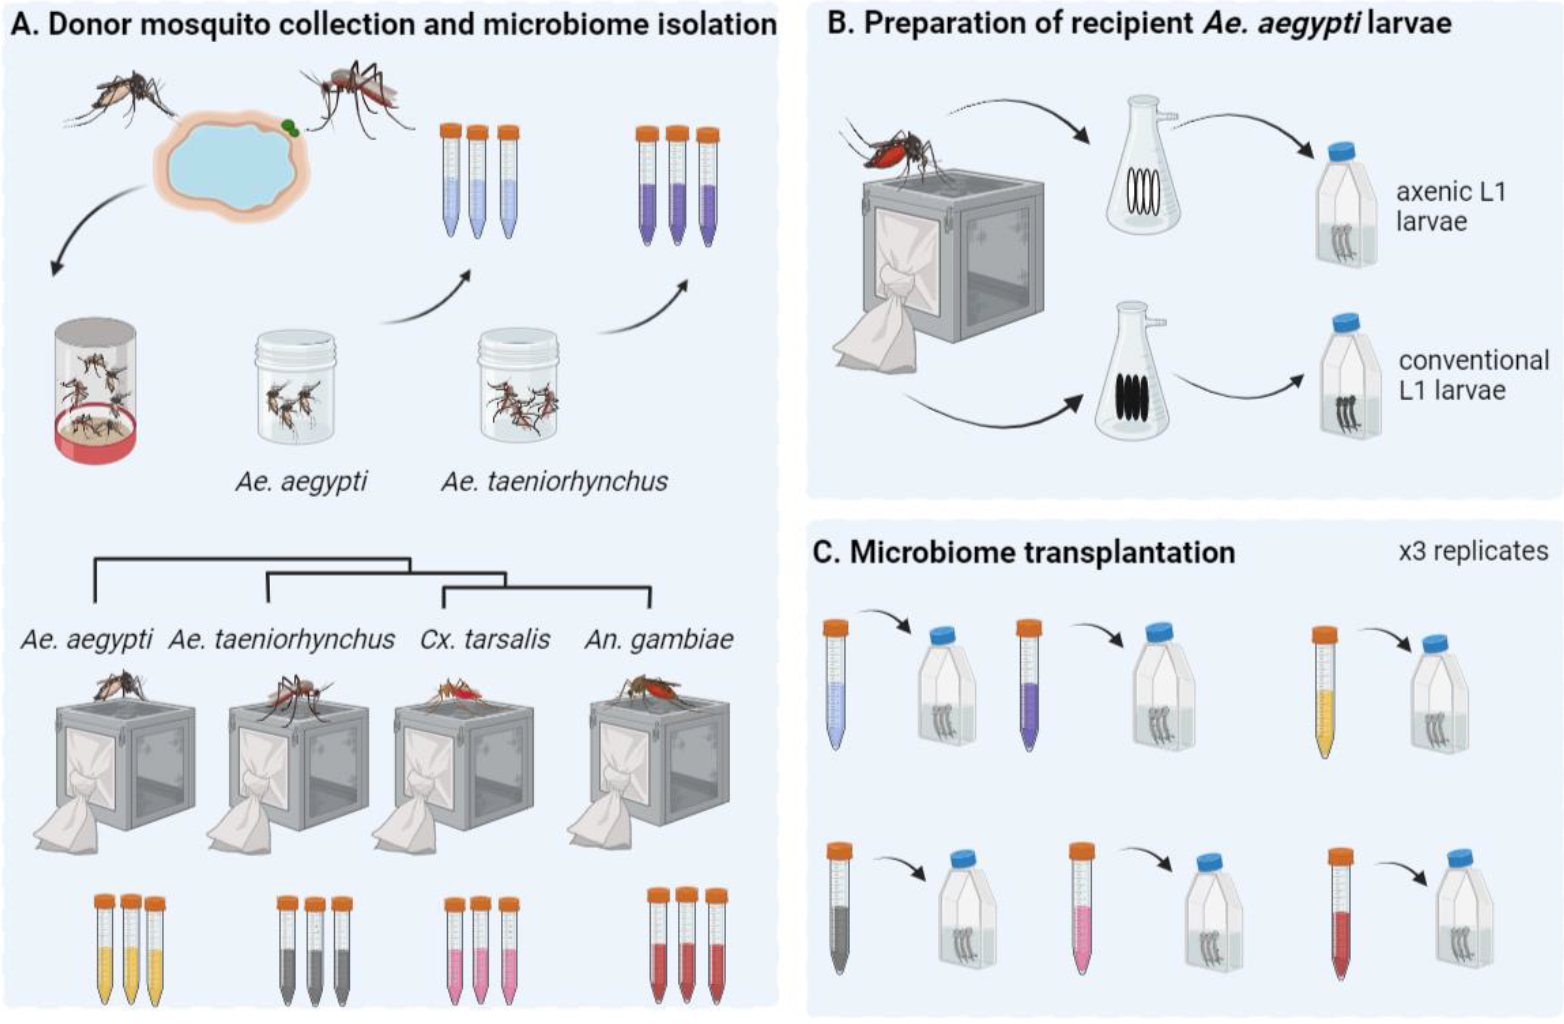 A. Donor mosquito collection and microbiome isolation
Ae. aegypti
Ae. taeniorhynchus
Ae. aegypti
Ae. taeniorhynchus
Cx. tarsalis
An. gambiae
B. Preparation of recipient Ae. aegypti larvae
axenic L1
larvae
conventional
L1 larvae
C. Microbiome transplantation
x3 replicates